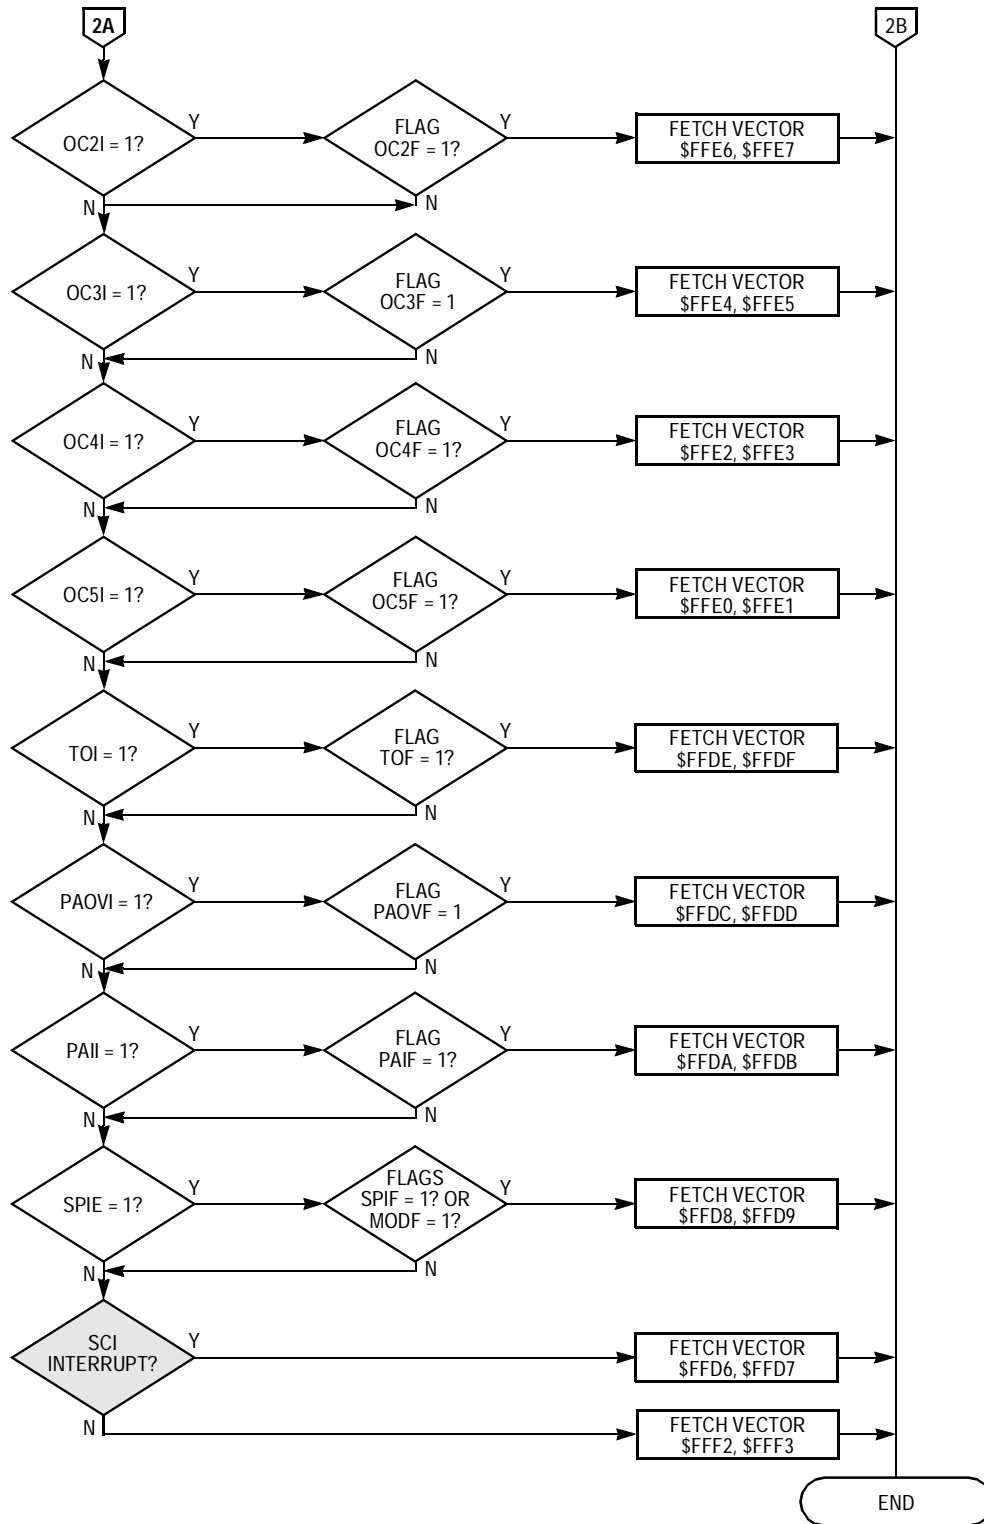 2A
2B
OC2I = 1?
Y
FLAG
OC2F = 1?
Y
FETCH VECTOR
$FFE6, $FFE7
N
N
OC3I = 1?
Y
FLAG
OC3F = 1
Y
FETCH VECTOR
$FFE4, $FFE5
N
N
OC4I = 1?
Y
FLAG
OC4F = 1?
Y
FETCH VECTOR
$FFE2, $FFE3
N
N
OC5I = 1?
Y
FLAG
OC5F = 1?
Y
FETCH VECTOR
$FFE0, $FFE1
N
N
TOI = 1?
Y
FLAG
TOF = 1?
Y
FETCH VECTOR
$FFDE, $FFDF
N
N
PAOVI = 1?
Y
FLAG
PAOVF = 1
Y
FETCH VECTOR
$FFDC, $FFDD
N
N
PAII = 1?
Y
FLAG
PAIF = 1?
Y
FETCH VECTOR
$FFDA, $FFDB
N
N
SPIE = 1?
Y
FLAGS
SPIF = 1? OR
MODF = 1?
Y
FETCH VECTOR
$FFD8, $FFD9
N
N
SCI
INTERRUPT?
Y
FETCH VECTOR
$FFD6, $FFD7
N
FETCH VECTOR
$FFF2, $FFF3
END